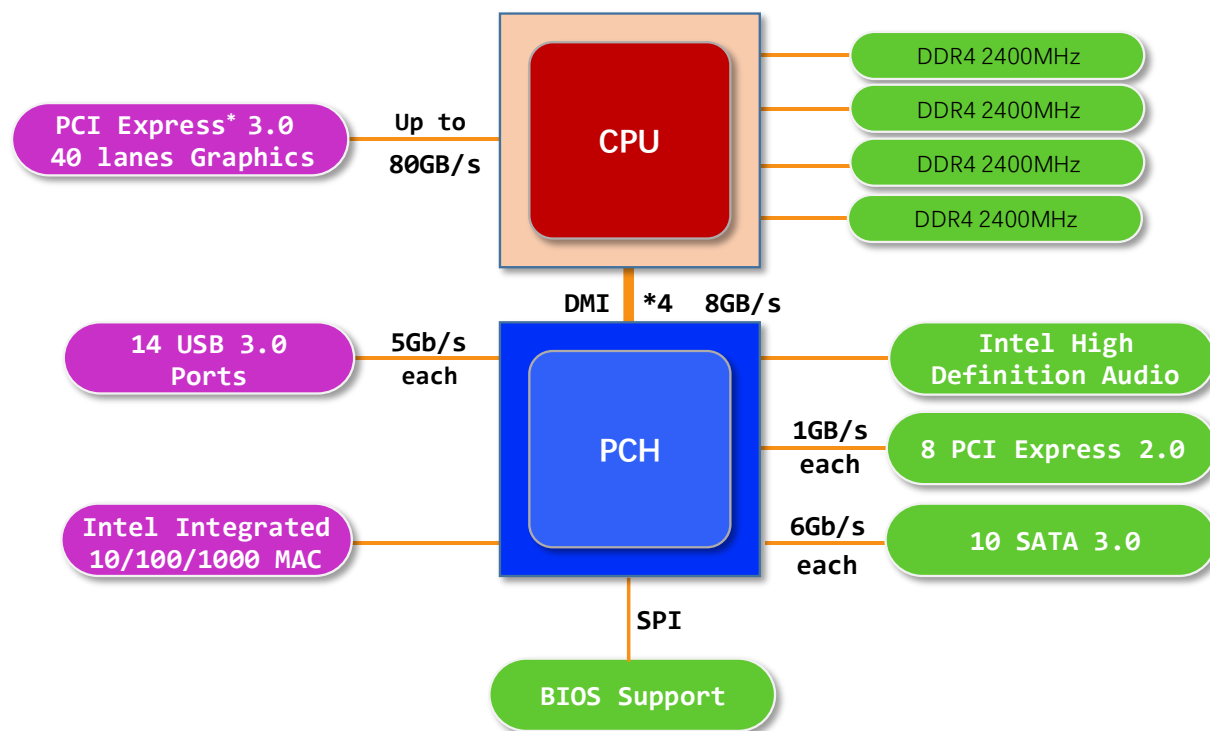 DDR4 2400MHz
DDR4 2400MHz
DDR4 2400MHz
DDR4 2400MHz
PCI Express* 3.0
40 lanes Graphics
Up to
80GB/s
CPU
DMI *4 8GB/s
14 USB 3.0
Ports
5Gb/s
each
Intel High
Definition Audio
PCH
1GB/s
each
8 PCI Express 2.0
Intel Integrated
10/100/1000 MAC
6Gb/s
each
10 SATA 3.0
SPI
BIOS Support